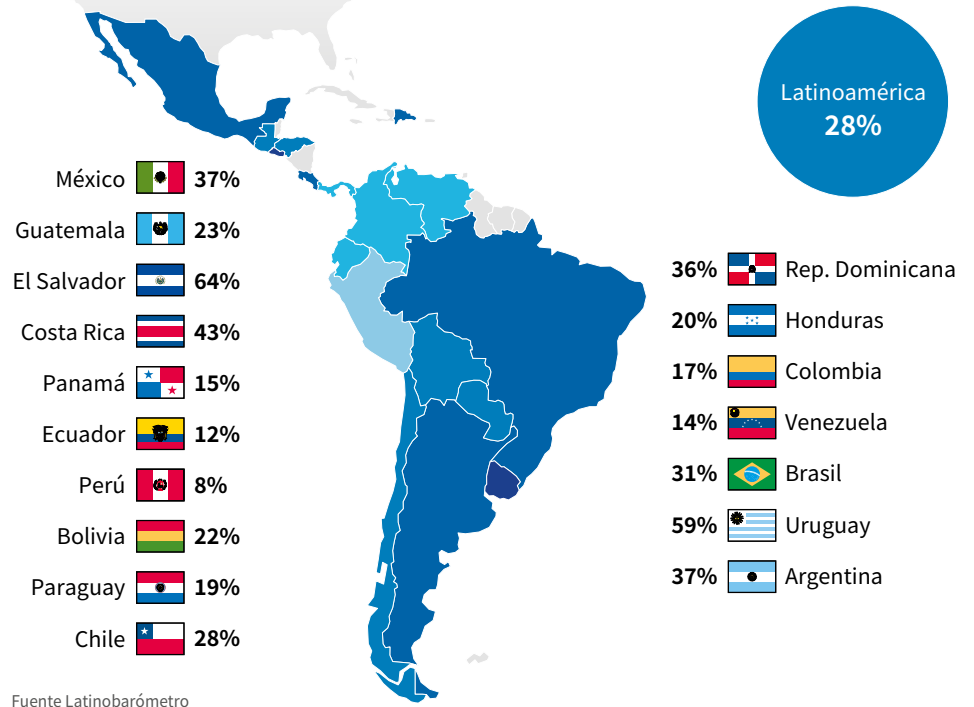 Latinoamérica
28%
México 37%
Guatemala 23%
El Salvador 64%
Costa Rica 43%
Panamá 15%
Ecuador 12%
Perú 8%
Bolivia 22%
Paraguay 19%
Chile 28%
36% Rep. Dominicana
20% Honduras
17% Colombia
14% Venezuela
31% Brasil
59% Uruguay
37% Argentina
Fuente Latinobarómetro